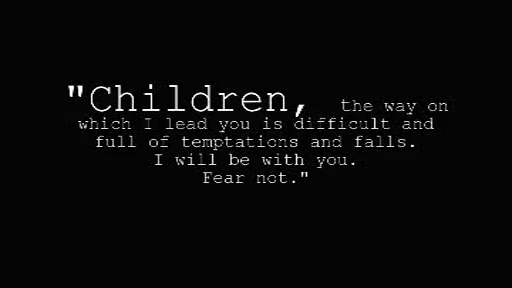 "Children, the way on
which I lead you is difficult and
full of temptations and falls.
I will be with you.
Fear not."